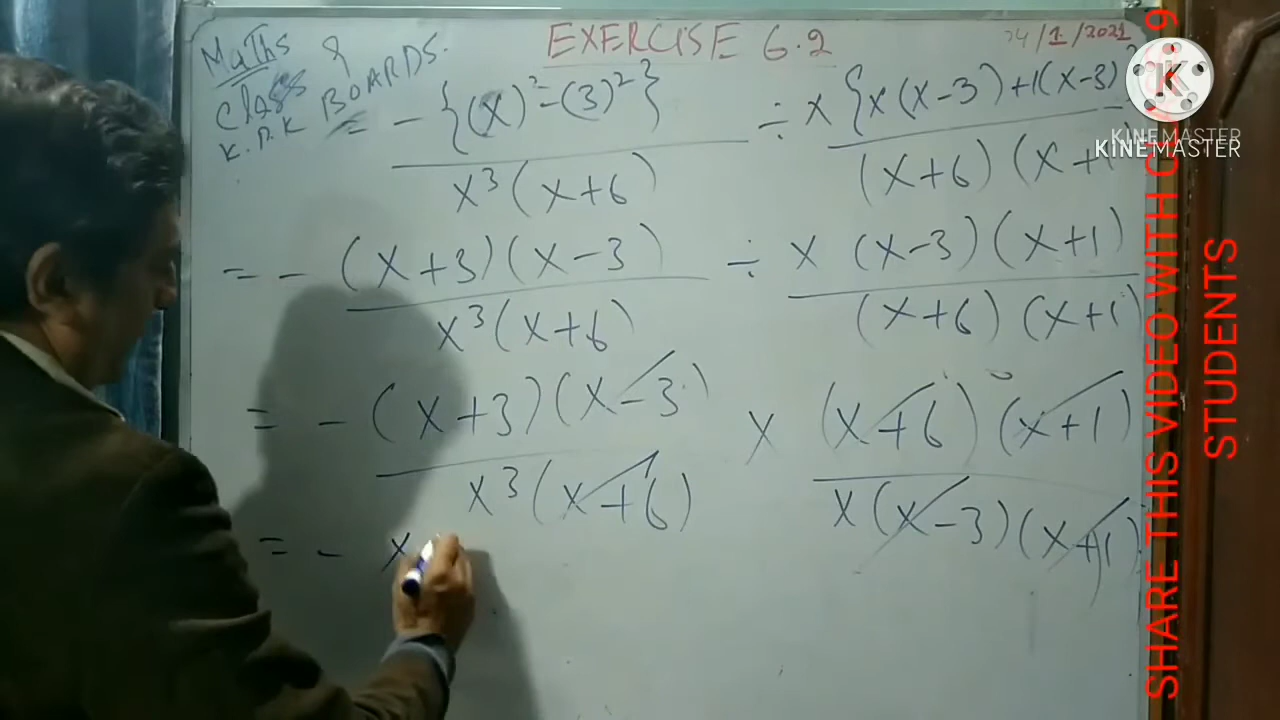 Maths &
Class BOARDS.
K.P.K
EXERCISE 6.2
24/1/2021
= -{(x)²-(3)²} ÷ x{x(x-3)+1(x-3)
x³(x+6) (x+6)(x+1
= -(x+3)(x-3) ÷ x (x-3)(x+1)
x³(x+6) (x+6)(x+1)
= -(x+3)(x-3) x (x+6)(x+1)
x³(x+6) x(x-3)(x+1)
= - x
KINEMASTER
KINEMASTER
SHARE THIS VIDEO WITH CL 9
STUDENTS